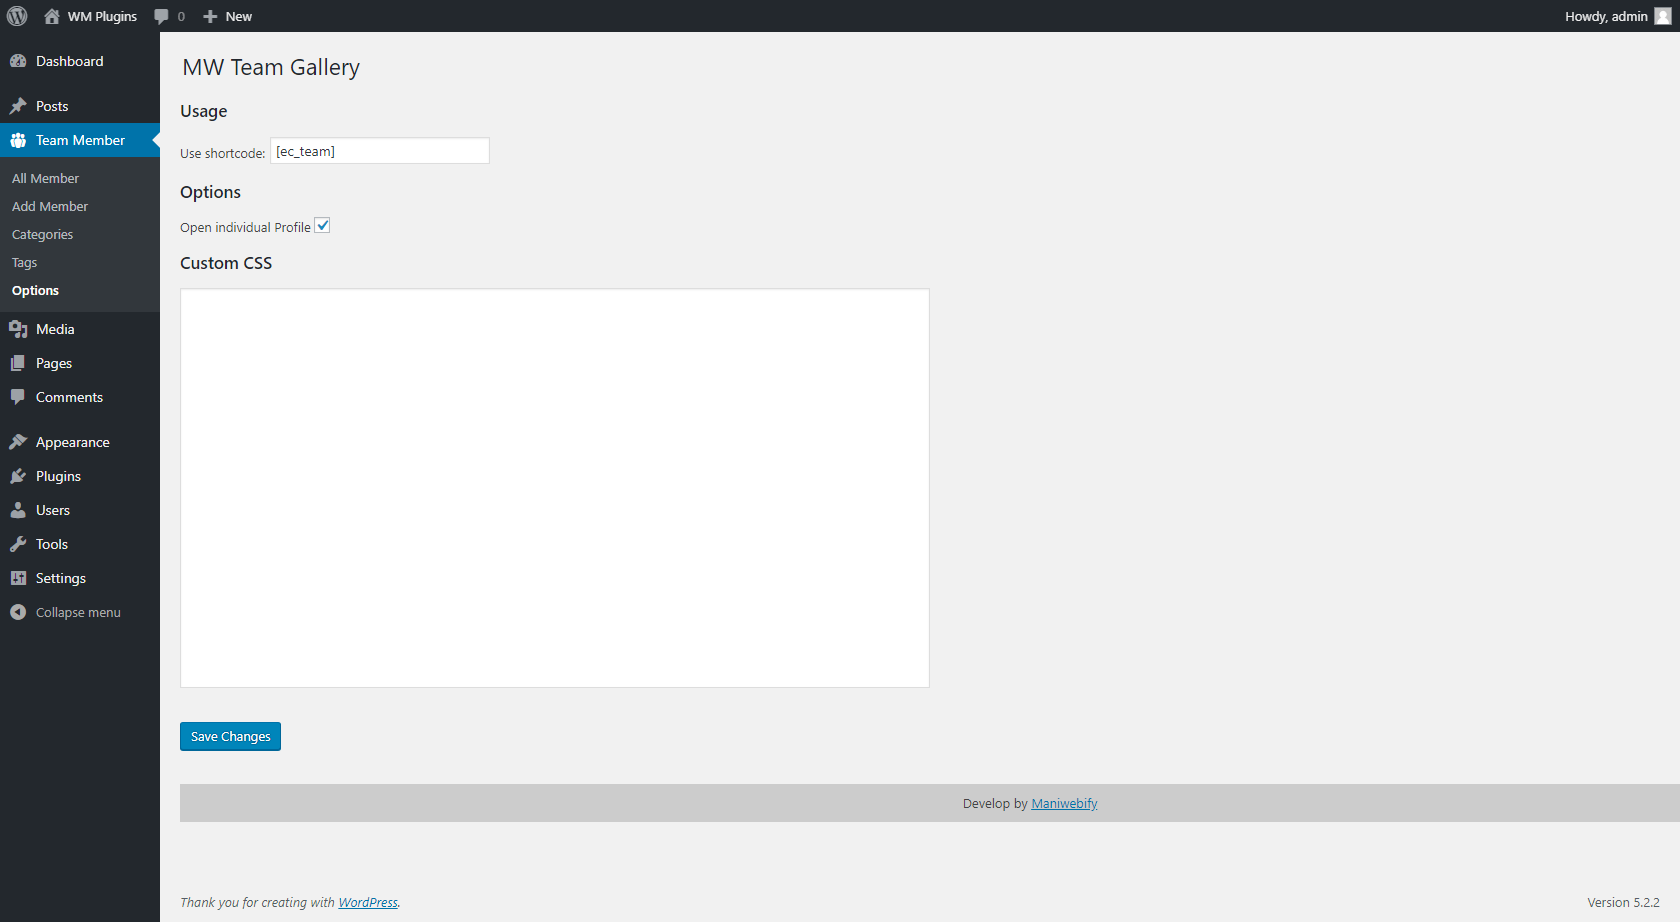 WM Plugins 0 New Howdy, admin
Dashboard
Posts
Team Member
All Member
Add Member
Categories
Tags
Options
Media
Pages
Comments
Appearance
Plugins
Users
Tools
Settings
Collapse menu
MW Team Gallery
Usage
Use shortcode: [ec_team]
Options
Open individual Profile
Custom CSS
Save Changes
Develop by Maniwebify
Thank you for creating with WordPress. Version 5.2.2